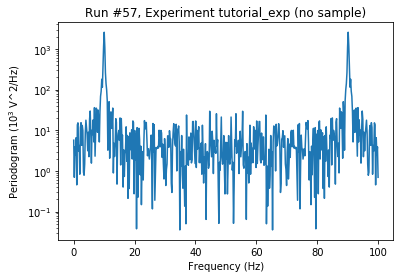 Run #57, Experiment tutorial_exp (no sample)
Periodogram (10³ V^2/Hz)
10³
10²
10¹
10⁰
10⁻¹
0 20 40 60 80 100
Frequency (Hz)